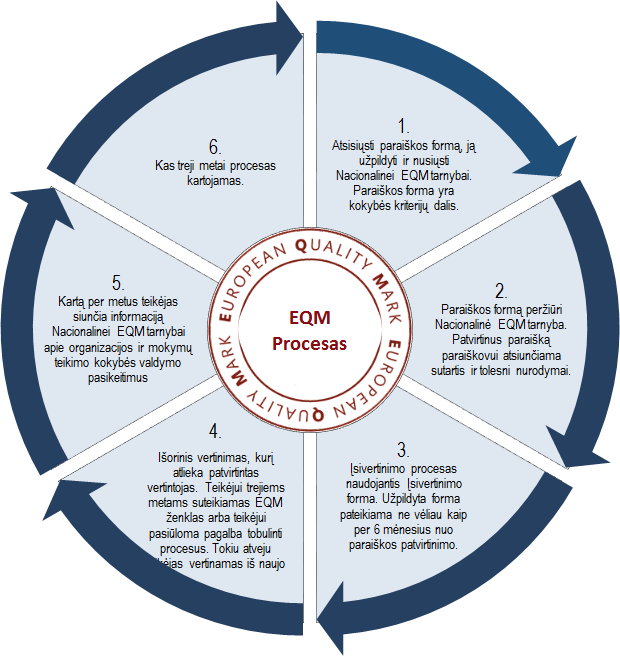 1.
Atsisiųsti paraiškos formą, ją
užpildyti ir nusiųsti
Nacionalinei EQM tarnybai.
Paraiškos forma yra
kokybės kriterijų dalis.
2.
Paraiškos formą peržiūri
Nacionalinė EQM tarnyba.
Patvirtinus paraišką
paraiškovui atsiunčiama
sutartis ir tolesni nurodymai.
3.
Įsivertinimo procesas
naudojantis Įsivertinimo
forma. Užpildyta forma
pateikiama ne vėliau kaip
per 6 mėnesius nuo
paraiškos patvirtinimo.
4.
Išorinis vertinimas, kurį
atlieka patvirtintas
vertintojas. Teikėjui trejiems
metams suteikiamas EQM
ženklas arba teikėjui
pasiūloma pagalba tobulinti
procesus. Tokiu atveju
vertinamas iš naujo
5.
Kartą per metus teikėjas
siunčia informaciją
Nacionalinei EQM tarnybai
apie organizacijos ir mokymų
teikimo kokybės valdymo
pasikeitimus
6.
Kas treji metai procesas
kartojamas.
EQM
Procesas
EUROPEAN QUALITY MARK EUROPEAN QUALITY MARK